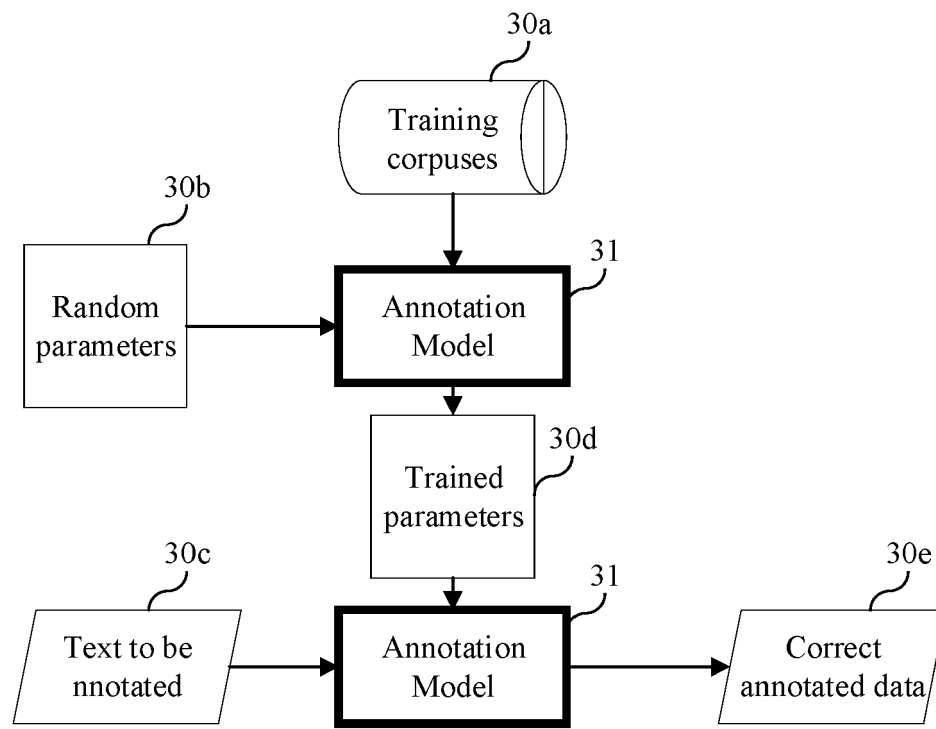 30a
Training
corpuses
30b
31
Random
parameters
Annotation
Model
30d
Trained
parameters
30c
31
30e
Text to be
nnotated
Annotation
Model
Correct
annotated data